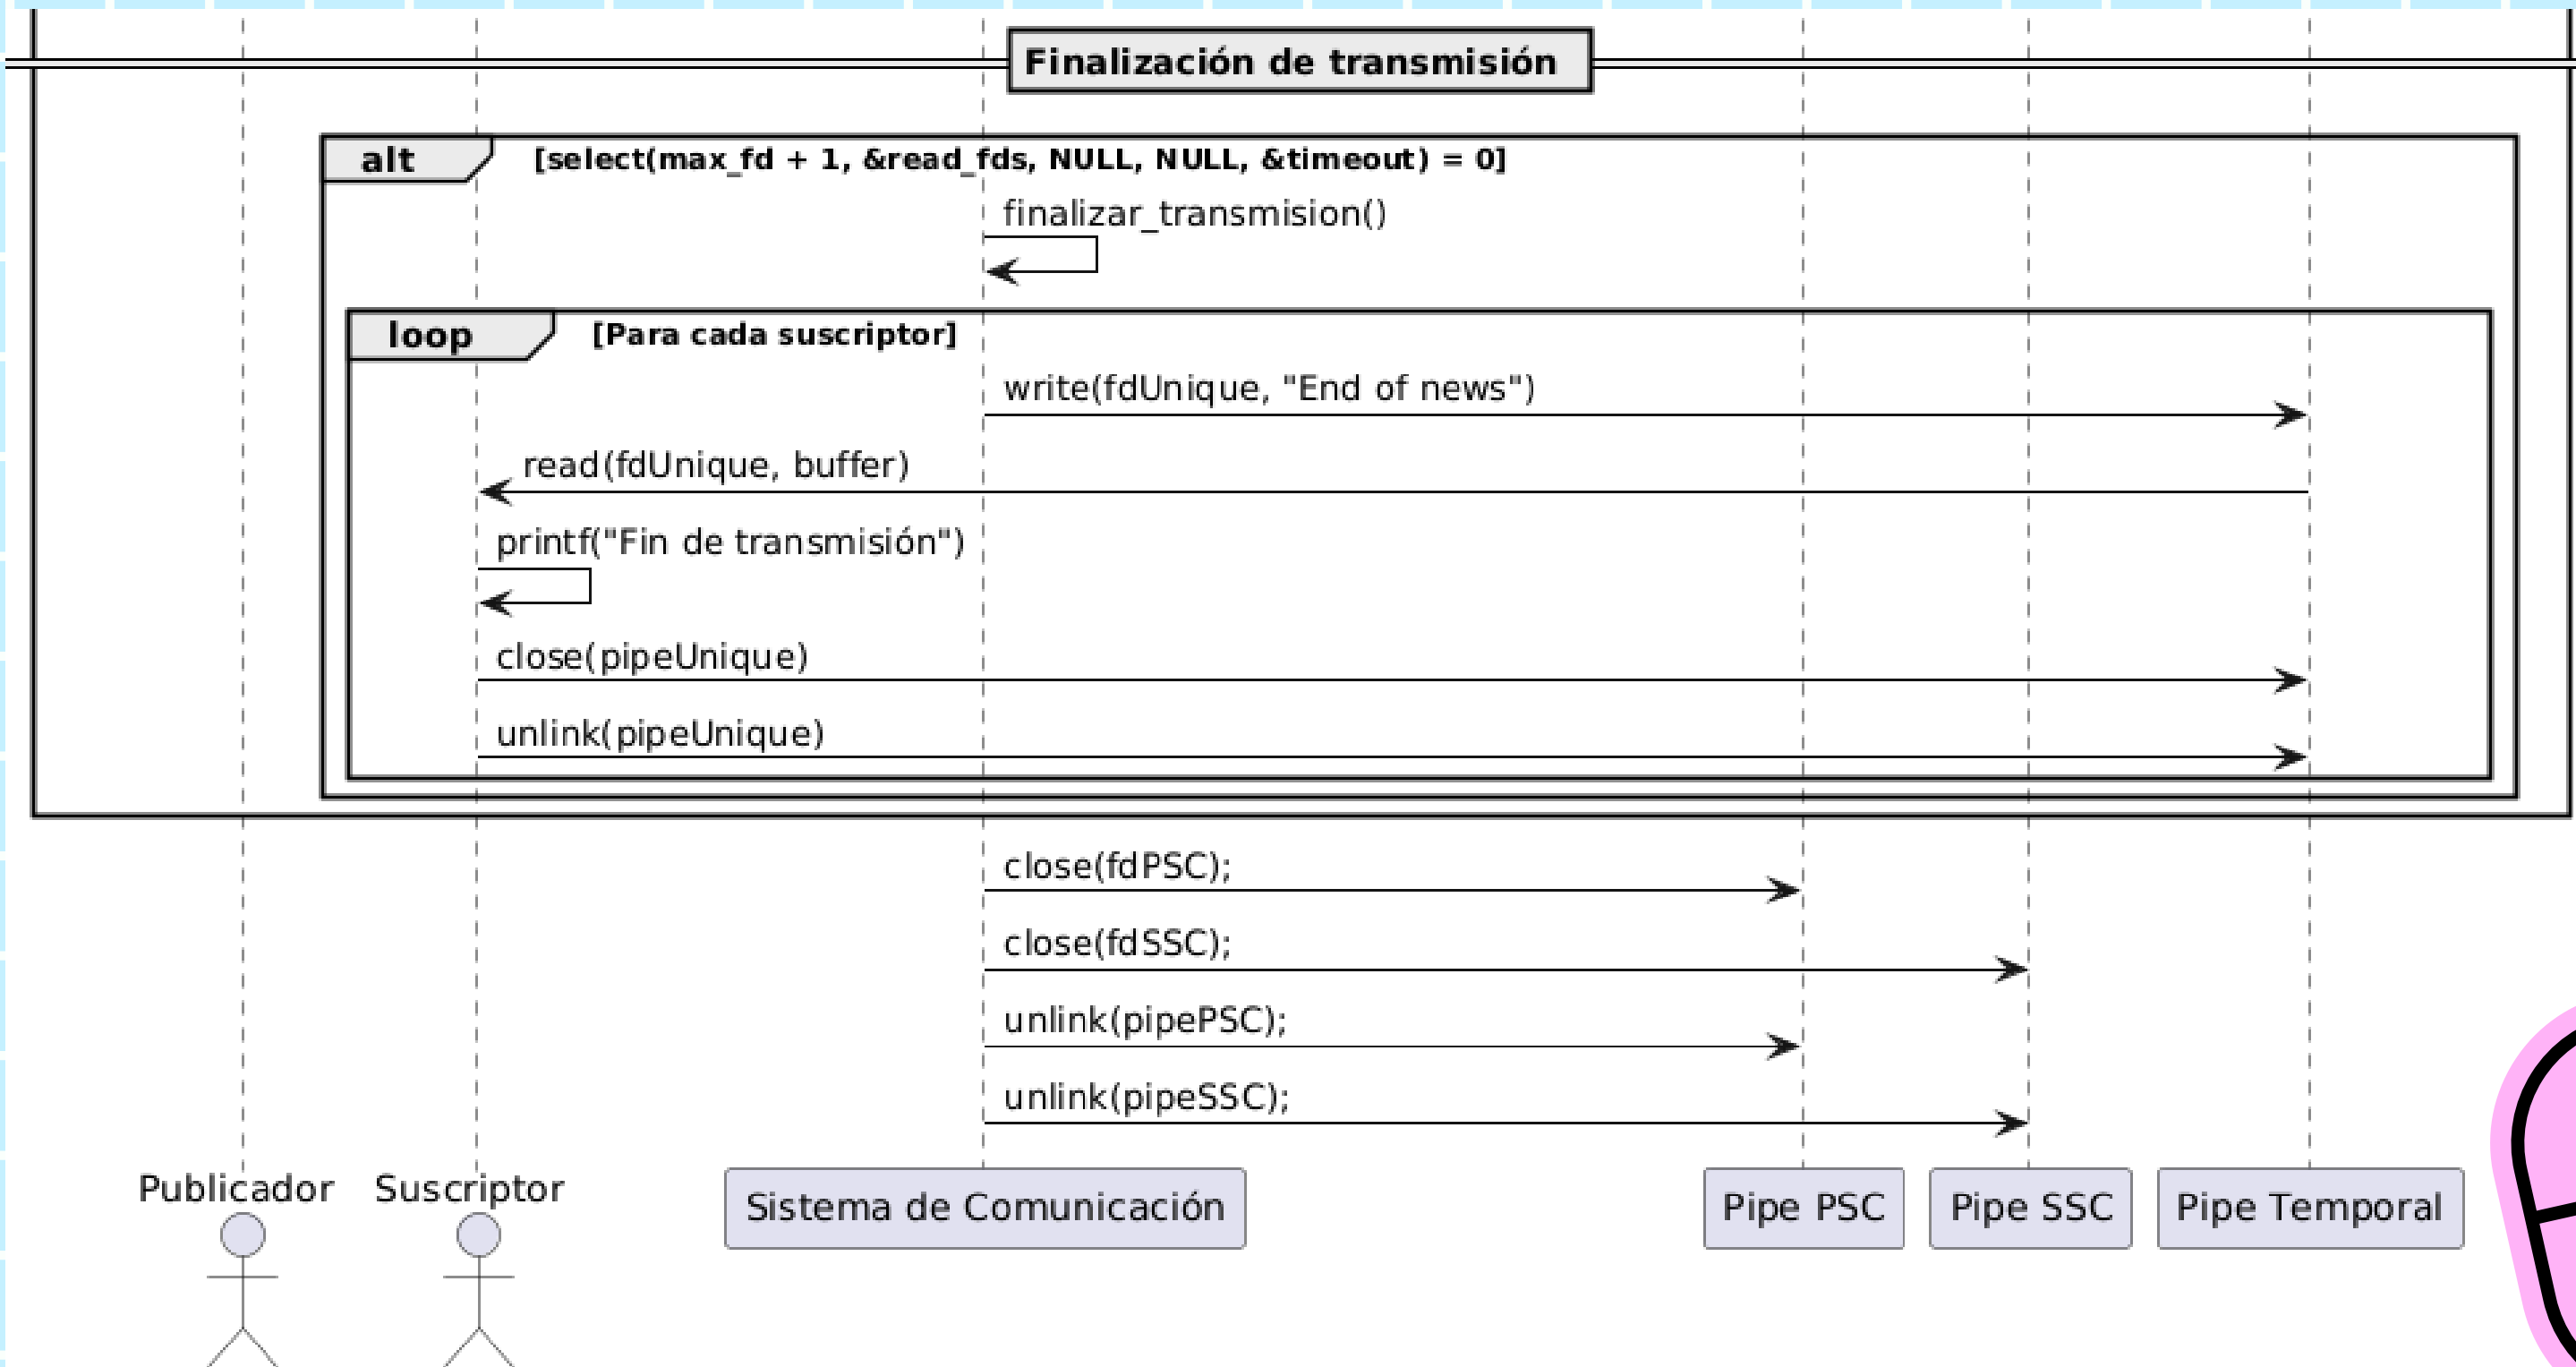 Finalización de transmisión
alt [select(max_fd + 1, &read_fds, NULL, NULL, &timeout) = 0]
finalizar_transmision()
loop [Para cada suscriptor]
write(fdUnique, "End of news")
read(fdUnique, buffer)
printf("Fin de transmisión")
close(pipeUnique)
unlink(pipeUnique)
close(fdPSC);
close(fdSSC);
unlink(pipePSC);
unlink(pipeSSC);
Publicador Suscriptor Sistema de Comunicación Pipe PSC Pipe SSC Pipe Temporal